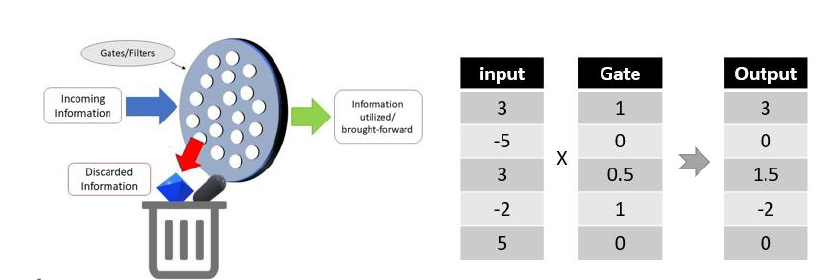 Gates/Filters
Incoming
Information
Information
utilized/
brought-forward
Discarded
Information
input Gate Output
3 1 3
-5 0 0
X
3 0.5 1.5
-2 1 -2
5 0 0